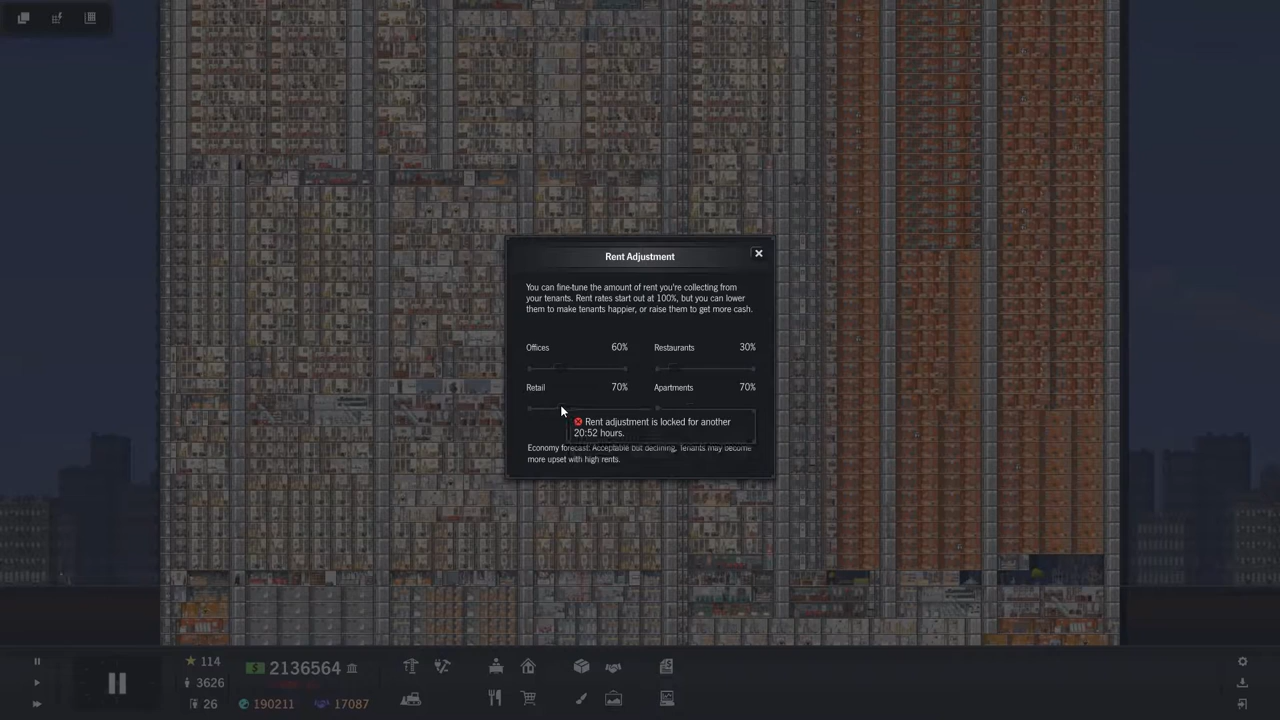 Rent Adjustment
You can fine-tune the amount of rent you're collecting from
your tenants. Rent rates start out at 100%, but you can lower
them to make tenants happier, or raise them to get more cash.
Offices 60% Restaurants 30%
Retail 70% Apartments 70%
Rent adjustment is locked for another
20:52 hours.
Economy forecast: Acceptable but declining. Tenants may become
more upset with high rents.
114
2136564
3626
26 190211 17087